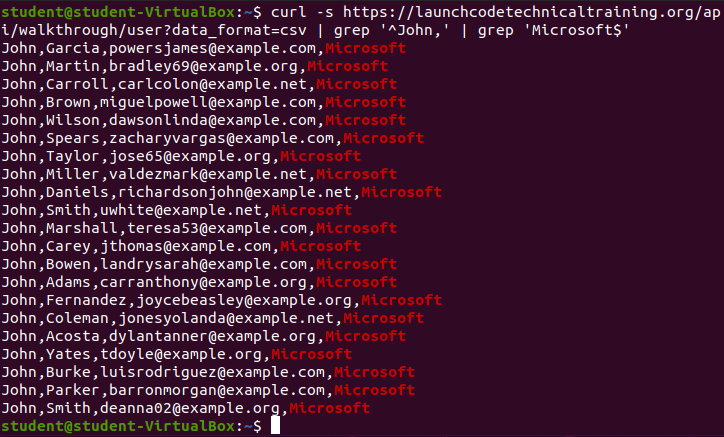 student@student-VirtualBox:~$ curl -s https://launchcodetechnicaltraining.org/ap
i/walkthrough/user?data_format=csv | grep '^John,' | grep 'Microsoft$'
John,Garcia,powersjames@example.com,Microsoft
John,Martin,bradley69@example.org,Microsoft
John,Carroll,carlcolon@example.net,Microsoft
John,Brown,miguelpowell@example.com,Microsoft
John,Wilson,dawsonlinda@example.com,Microsoft
John,Spears,zacharyvargas@example.com,Microsoft
John,Taylor,jose65@example.org,Microsoft
John,Miller,valdezmark@example.net,Microsoft
John,Daniels,richardsonjohn@example.net,Microsoft
John,Smith,uwhite@example.net,Microsoft
John,Marshall,teresa53@example.com,Microsoft
John,Carey,jthomas@example.com,Microsoft
John,Bowen,landrysarah@example.com,Microsoft
John,Adams,carranthony@example.org,Microsoft
John,Fernandez,joycebeasley@example.org,Microsoft
John,Coleman,jonesyolanda@example.net,Microsoft
John,Acosta,dylantanner@example.org,Microsoft
John,Yates,tdoyle@example.org,Microsoft
John,Burke,luisrodriguez@example.com,Microsoft
John,Parker,barronmorgan@example.com,Microsoft
John,Smith,deanna02@example.org,Microsoft
student@student-VirtualBox:~$